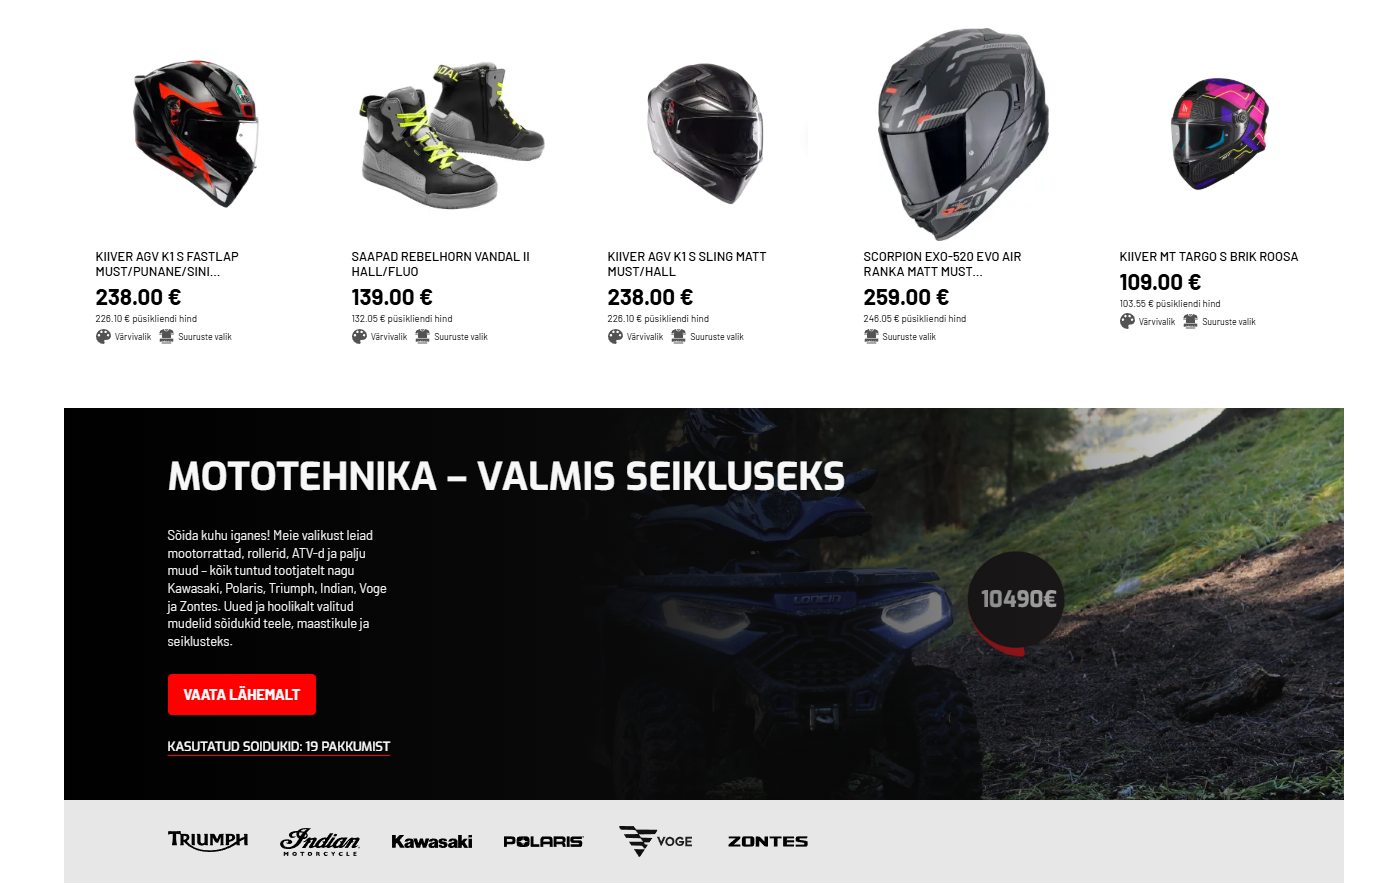 KIIVER AGV K1 S FASTLAP
MUST/PUNANE/SINI...
238.00 €
226.10 € püsikliendi hind
Värvivalik Suuruste valik
SAAPAD REBELHORN VANDAL II
HALL/FLUO
139.00 €
132.05 € püsikliendi hind
Värvivalik Suuruste valik
KIIVER AGV K1 S SLING MATT
MUST/HALL
238.00 €
226.10 € püsikliendi hind
Värvivalik Suuruste valik
SCORPION EXO-520 EVO AIR
RANKA MATT MUST...
259.00 €
246.05 € püsikliendi hind
Suuruste valik
KIIVER MT TARGO S BRIK ROOSA
109.00 €
103.55 € püsikliendi hind
Värvivalik Suuruste valik
MOTOTEHNIKA – VALMIS SEIKLUSEKS
Sõida kuhu iganes! Meie valikust leiad
mootorrattad, rollerid, ATV-d ja palju
muud – kõik tuntud tootjatelt nagu
Kawasaki, Polaris, Triumph, Indian, Voge
ja Zontes. Uued ja hoolikalt valitud
mudelid sõidukid teele, maastikule ja
seiklusteks.
LONCIN
10490€
VAATA LÄHEMALT
KASUTATUD SOIDUKID: 19 PAKKUMIST
TRIUMPH
Indian
MOTORCYCLE
Kawasaki
POLARIS
VOGE
ZONTES